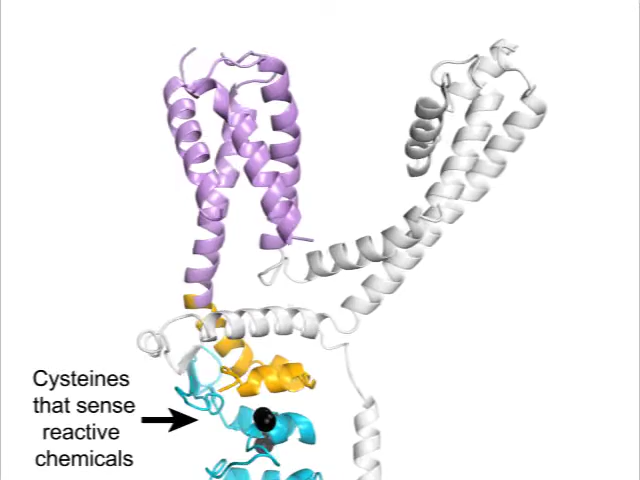 Cysteines
that sense
reactive
chemicals